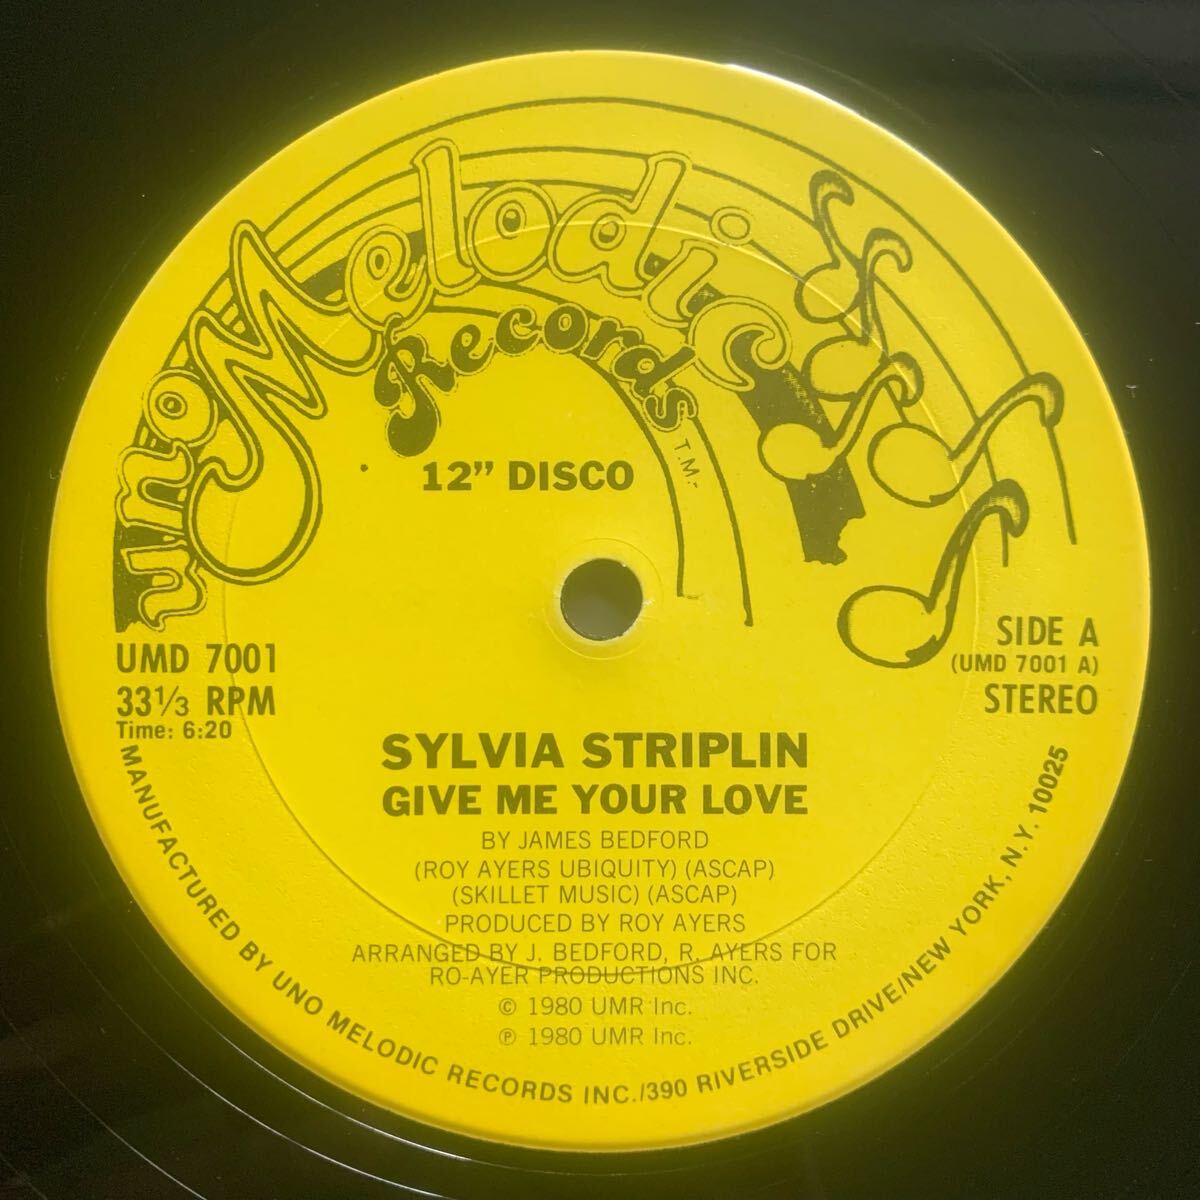 uno Melodic
Records
T.M.
12” DISCO
UMD 7001
33⅓ RPM
Time: 6:20
SIDE A
(UMD 7001 A)
STEREO
SYLVIA STRIPLIN
GIVE ME YOUR LOVE
BY JAMES BEDFORD
(ROY AYERS UBIQUITY) (ASCAP)
(SKILLET MUSIC) (ASCAP)
PRODUCED BY ROY AYERS
ARRANGED BY J. BEDFORD, R. AYERS FOR
RO-AYER PRODUCTIONS INC.
© 1980 UMR Inc.
℗ 1980 UMR Inc.
MANUFACTURED BY UNO MELODIC RECORDS INC./390 RIVERSIDE DRIVE/NEW YORK, N.Y. 10025